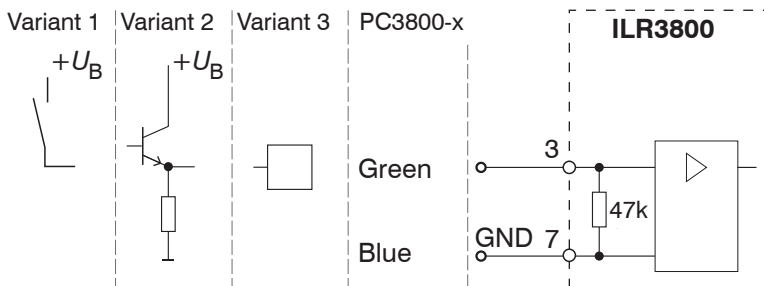 Variant 1 Variant 2 Variant 3 PC3800-x ILR3800
+UB +UB
Green 3
47k
Blue GND 7